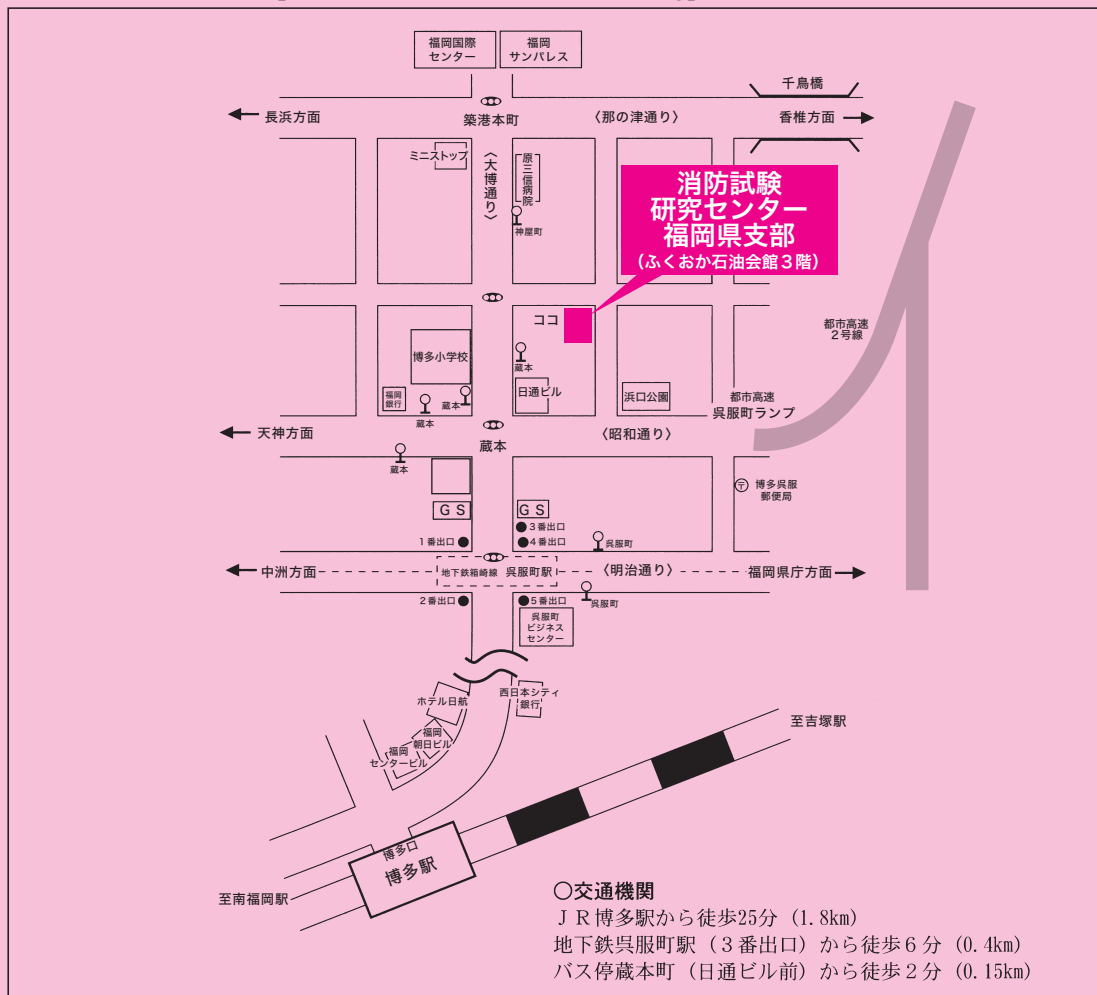 福岡国際
センター
福岡
サンパレス
千鳥橋
長浜方面
築港本町
〈那の津通り〉
香椎方面
ミニストップ
〈大博通り〉
原三信病院
神屋町
消防試験
研究センター
福岡県支部
(ふくおか石油会館3階)
ココ
都市高速
2号線
博多小学校
蔵本
福岡
銀行
蔵本
蔵本
日通ビル
浜口公園
都市高速
呉服町ランプ
天神方面
蔵本
〈昭和通り〉
蔵本
博多呉服
郵便局
GS
GS
3番出口
1番出口
4番出口
呉服町
中洲方面
地下鉄箱崎線
呉服町駅
〈明治通り〉
福岡県庁方面
2番出口
5番出口
呉服町
呉服町
ビジネス
センター
ホテル日航
西日本シティ
銀行
福岡
朝日ビル
福岡
センタービル
至吉塚駅
博多口
博多駅
至南福岡駅
○交通機関
JR博多駅から徒歩25分(1.8km)
地下鉄呉服町駅(3番出口)から徒歩6分(0.4km)
バス停蔵本町(日通ビル前)から徒歩2分(0.15km)